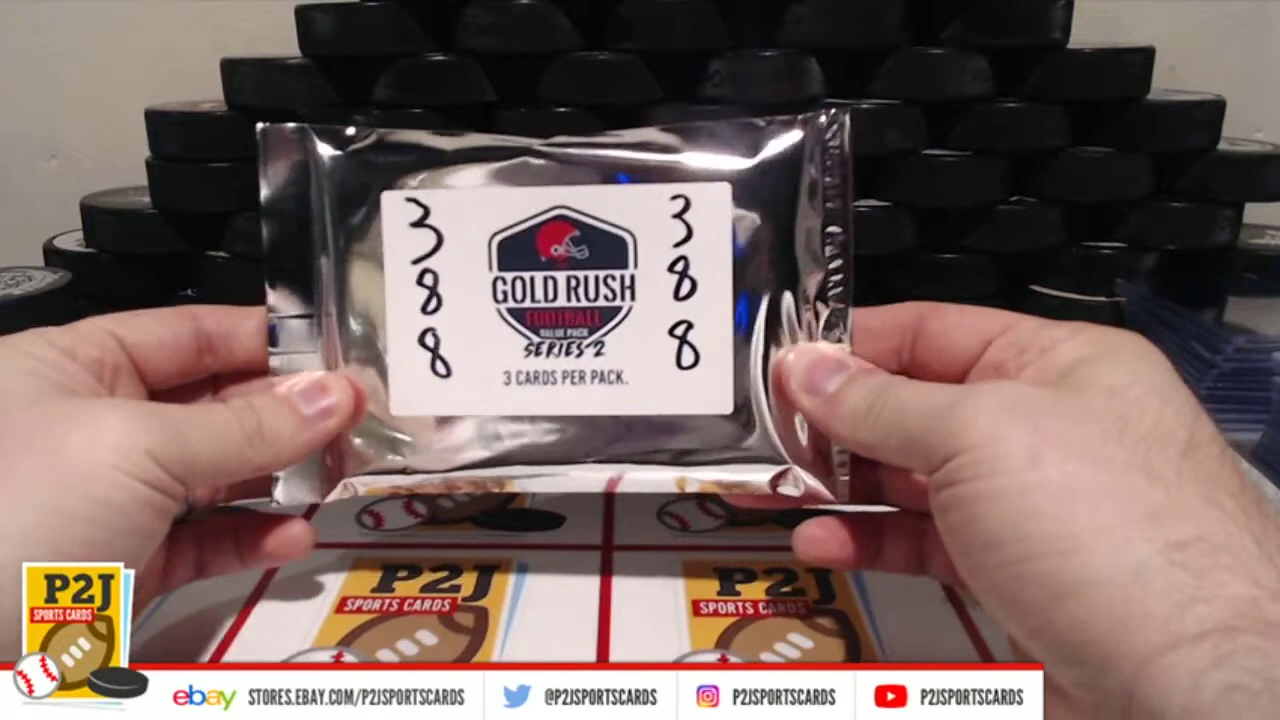 3 3
8 8
8 8
GOLD RUSH
FOOTBALL
VALUE PACK
SERIES 2
3 CARDS PER PACK.
P2J P2J
SPORTS CARDS SPORTS CARDS
P2J
SPORTS CARDS
ebay STORES.EBAY.COM/P2JSPORTSCARDS @P2JSPORTSCARDS P2JSPORTSCARDS P2JSPORTSCARDS